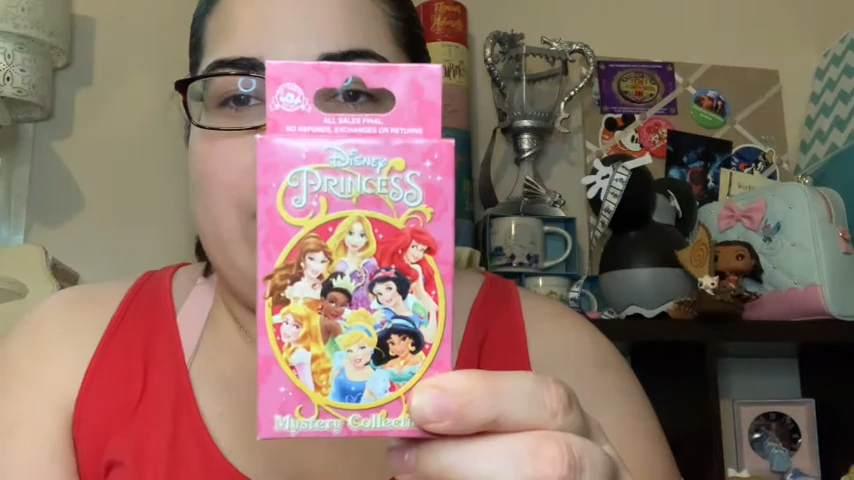 ALL SALES FINAL.
NO REFUNDS, EXCHANGES OR RETURNS
Disney
PRINCESS
Mystery Collecti